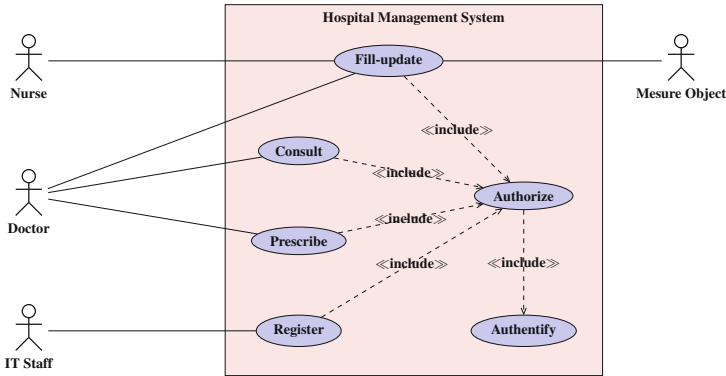 Hospital Management System
Fill-update
Nurse
Mesure Object
≪include≫
Consult
≪include≫
Authorize
Doctor
≪include≫
Prescribe
≪include≫
≪include≫
Register
Authentify
IT Staff